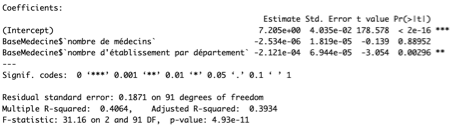 Coefficients:
Estimate Std. Error t value Pr(>|t|)
(Intercept) 7.205e+00 4.035e-02 178.578 < 2e-16 ***
BaseMedecine$`nombre de médecins` -2.534e-06 1.819e-05 -0.139 0.88952
BaseMedecine$`nombre d'établissement par département` -2.121e-04 6.944e-05 -3.054 0.00296 **
---
Signif. codes: 0 '***' 0.001 '**' 0.01 '*' 0.05 '.' 0.1 ' ' 1
Residual standard error: 0.1871 on 91 degrees of freedom
Multiple R-squared: 0.4064, Adjusted R-squared: 0.3934
F-statistic: 31.16 on 2 and 91 DF, p-value: 4.93e-11